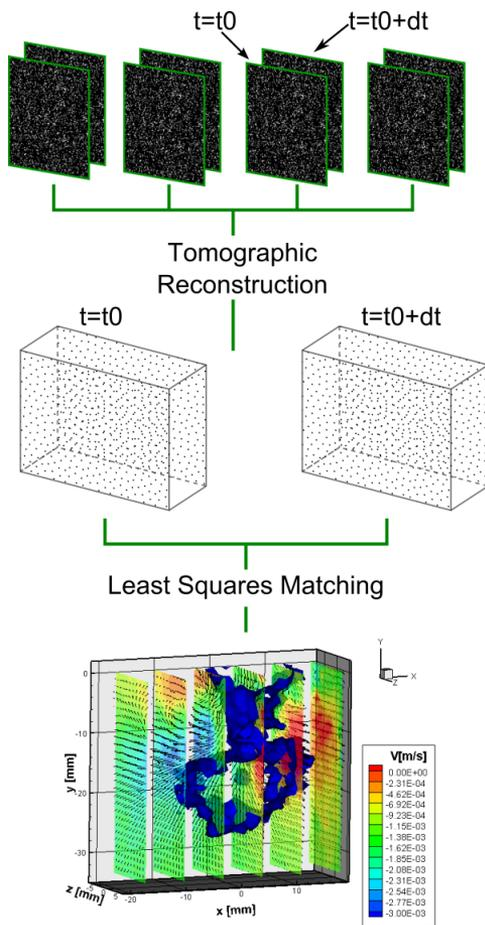 t=t0
t=t0+dt
Tomographic
Reconstruction
t=t0
t=t0+dt
Least Squares Matching
Y
X
Z
0
-10
-20
-30
y [mm]
z [mm]
-5 0 5
-20
-10
0
10
x [mm]
V[m/s]
0.00E+00
-2.31E-04
-4.62E-04
-6.92E-04
-9.23E-04
-1.15E-03
-1.38E-03
-1.62E-03
-1.85E-03
-2.08E-03
-2.31E-03
-2.54E-03
-2.77E-03
-3.00E-03